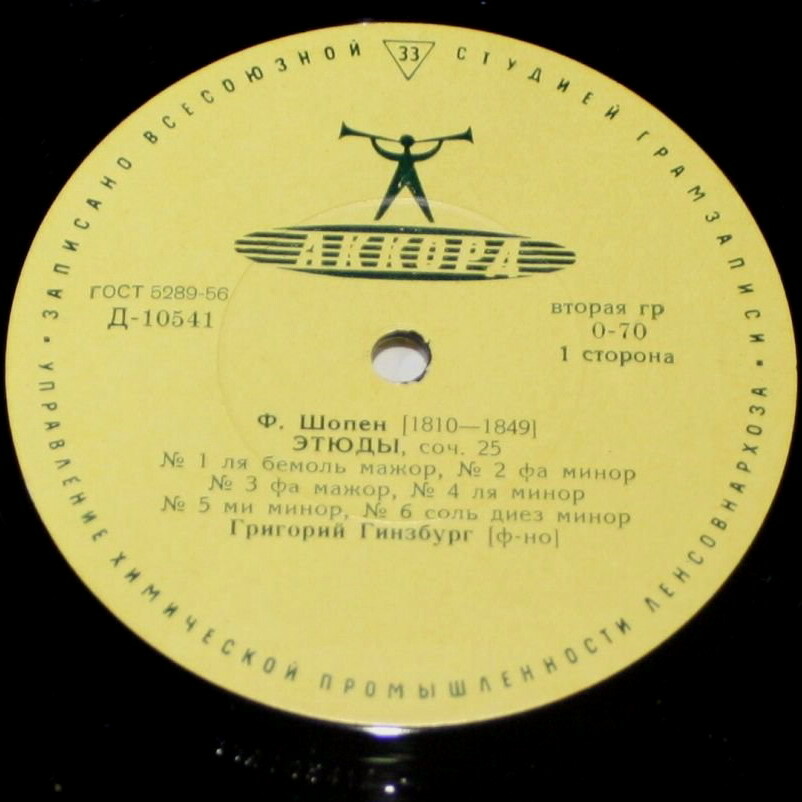 ЗАПИСАНО ВСЕСОЮЗНОЙ СТУДИЕЙ ГРАМЗАПИСИ
33
АККОРД
ГОСТ 5289-56
Д-10541
вторая гр
0-70
1 сторона
Ф. Шопен [1810—1849]
ЭТЮДЫ, соч. 25
№ 1 ля бемоль мажор, № 2 фа минор
№ 3 фа мажор, № 4 ля минор
№ 5 ми минор, № 6 соль диез минор
Григорий Гинзбург [ф-но]
УПРАВЛЕНИЕ ХИМИЧЕСКОЙ ПРОМЫШЛЕННОСТИ ЛЕНСОВНАРХОЗА